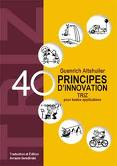 TRIZ
Guenrich Altshuller
40 PRINCIPES
D'INNOVATION
TRIZ
pour toutes applications
Traduction et Edition
Avraam Seredinski